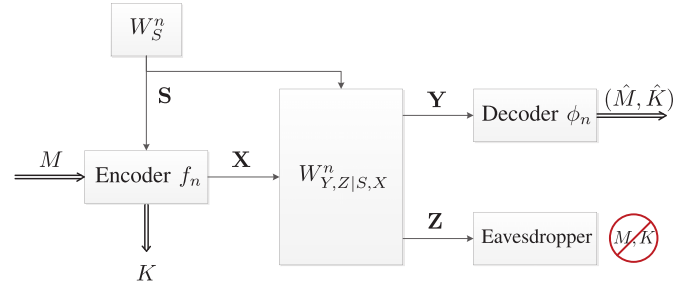 W_S^n
S
M
Encoder f_n
X
W_{Y,Z|S,X}^n
Y
Decoder ϕ_n
(M̂, K̂)
Z
Eavesdropper
M, K
K